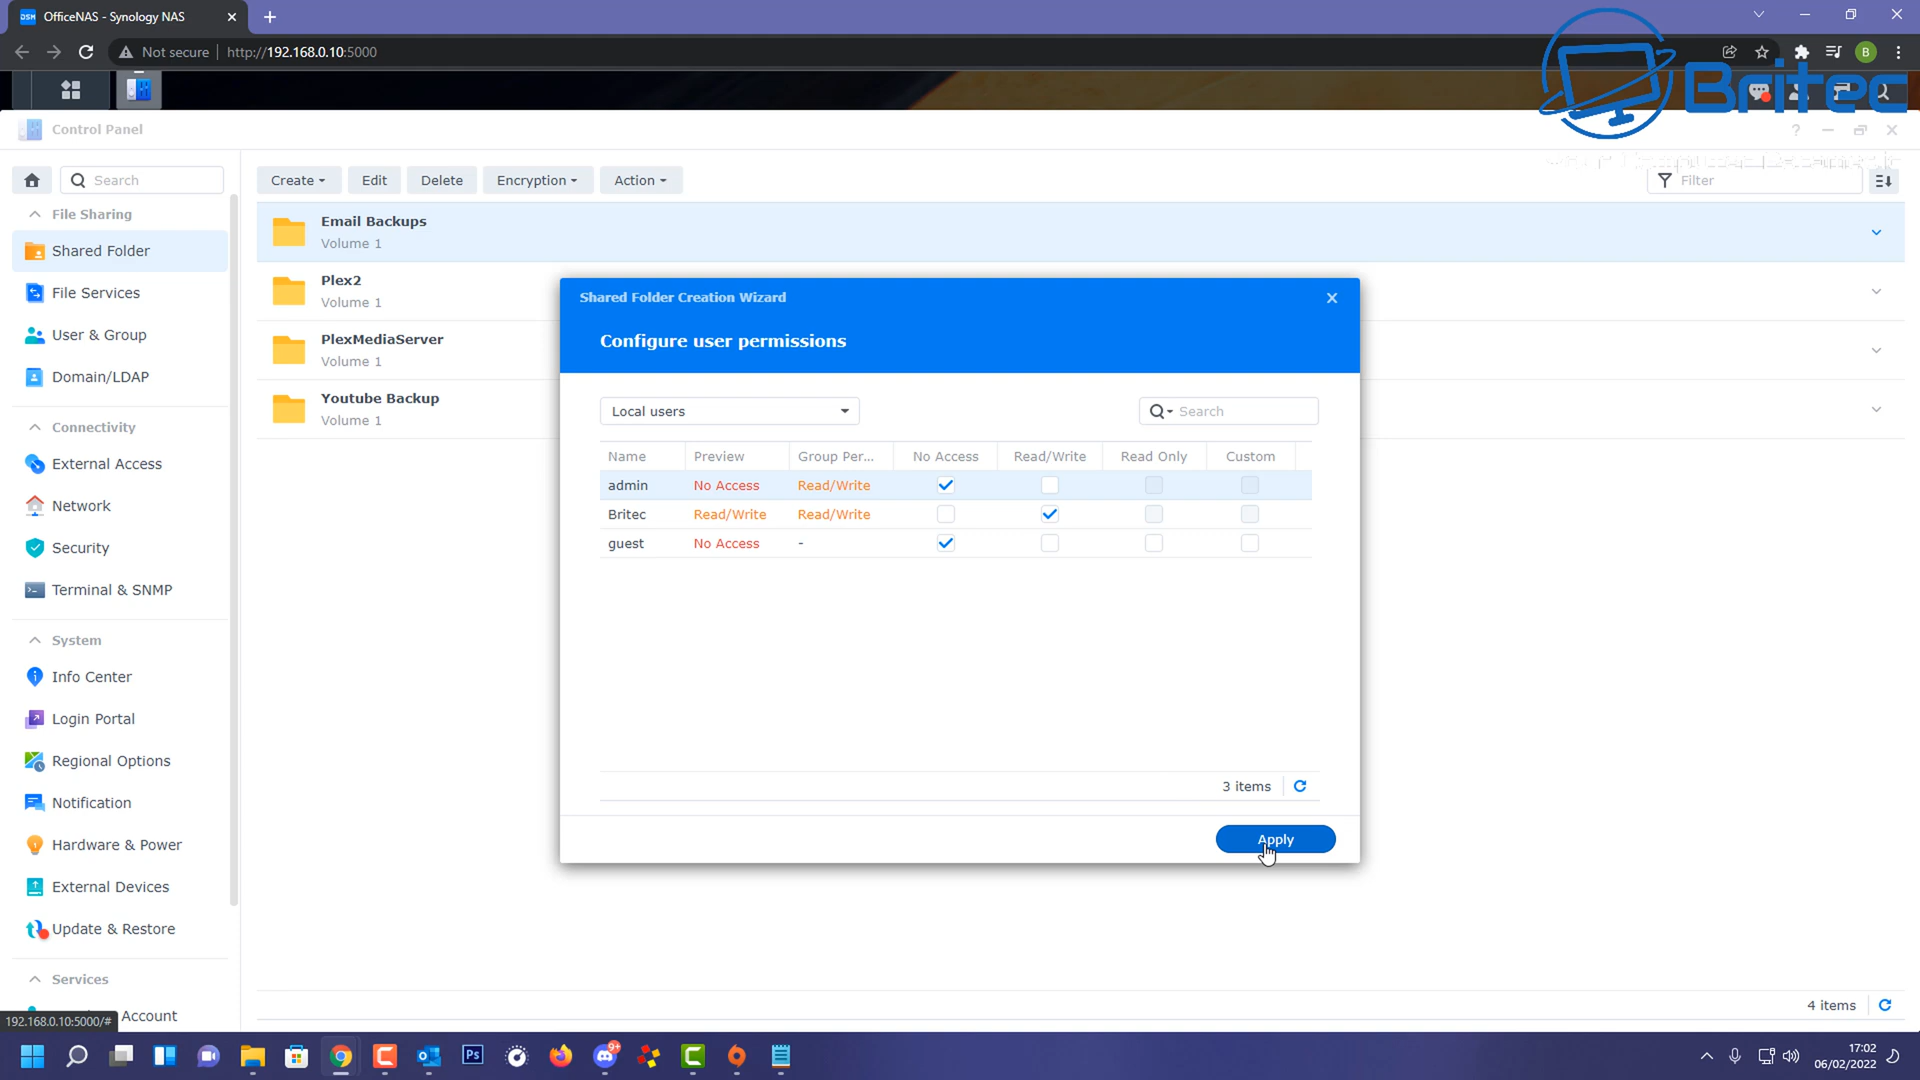 OfficeNAS - Synology NAS
Not secure
http://192.168.0.10:5000
Britec
Control Panel
Search
Create
Edit
Delete
Encryption
Action
Filter
File Sharing
Shared Folder
File Services
User & Group
Domain/LDAP
Connectivity
External Access
Network
Security
Terminal & SNMP
System
Info Center
Login Portal
Regional Options
Notification
Hardware & Power
External Devices
Update & Restore
Services
Account
192.168.0.10:5000/#
Email Backups
Volume 1
Plex2
Volume 1
PlexMediaServer
Volume 1
Youtube Backup
Volume 1
Shared Folder Creation Wizard
Configure user permissions
Local users
Search
Name Preview Group Per... No Access Read/Write Read Only Custom
admin No Access Read/Write
Britec Read/Write Read/Write
guest No Access -
3 items
Apply
4 items
17:02
06/02/2022